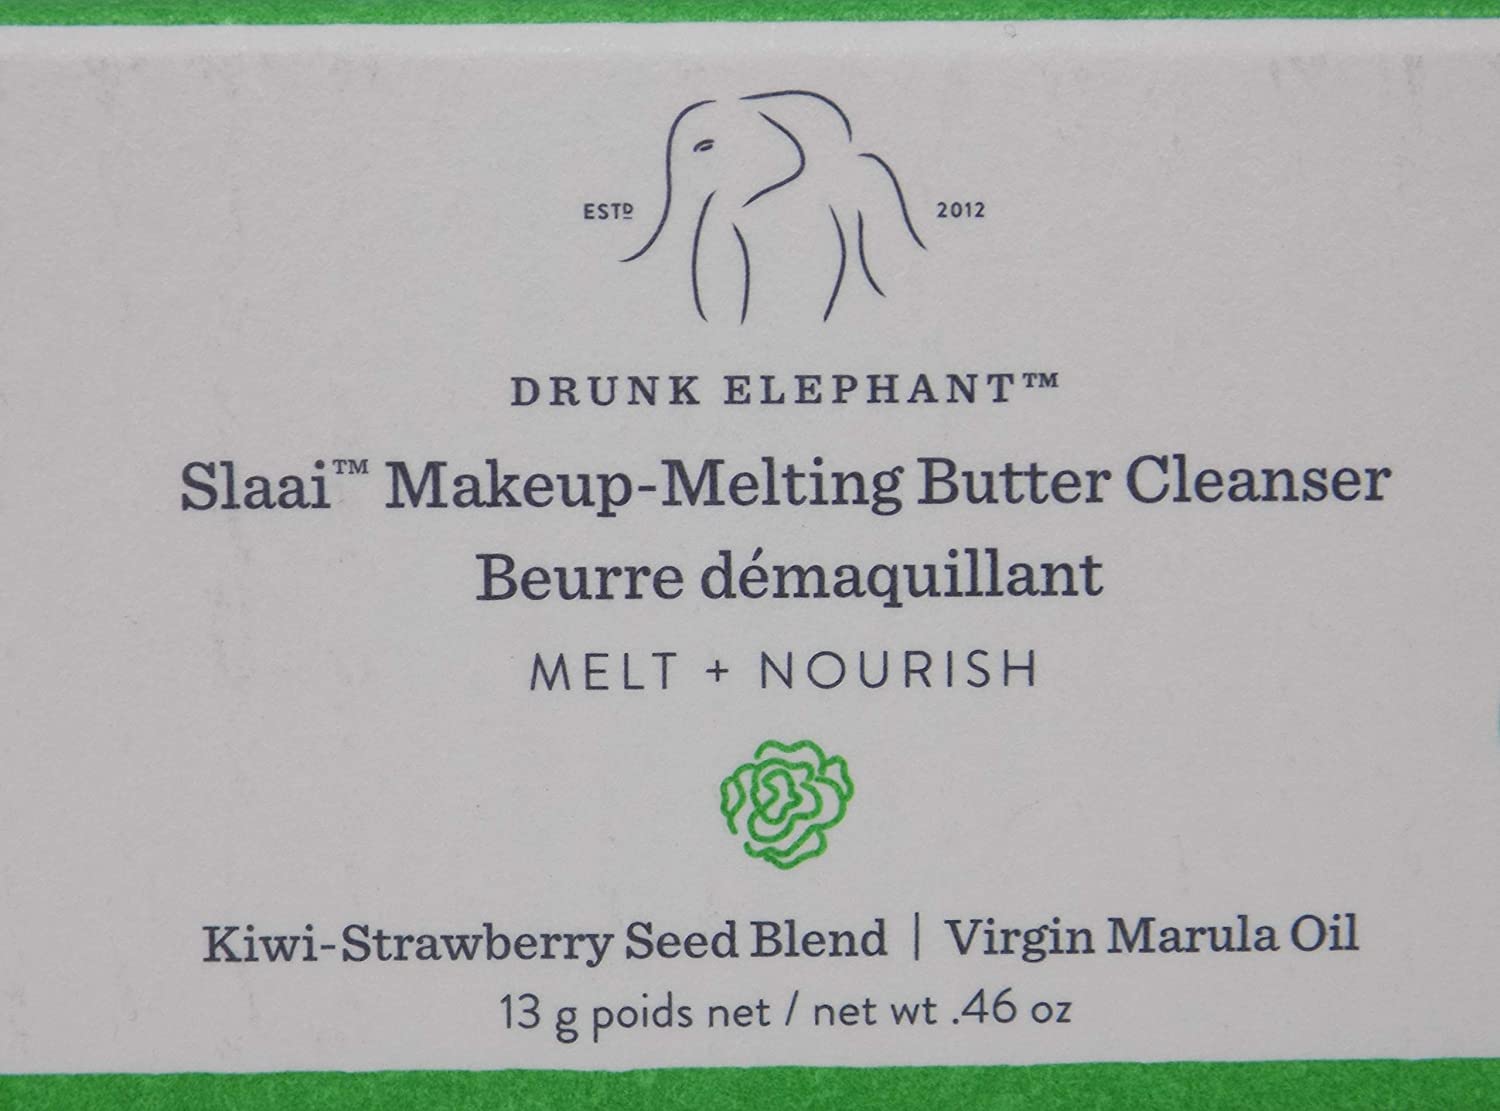 ESTD 2012
DRUNK ELEPHANT™
Slaai™ Makeup-Melting Butter Cleanser
Beurre démaquillant
MELT + NOURISH
Kiwi-Strawberry Seed Blend | Virgin Marula Oil
13 g poids net / net wt .46 oz